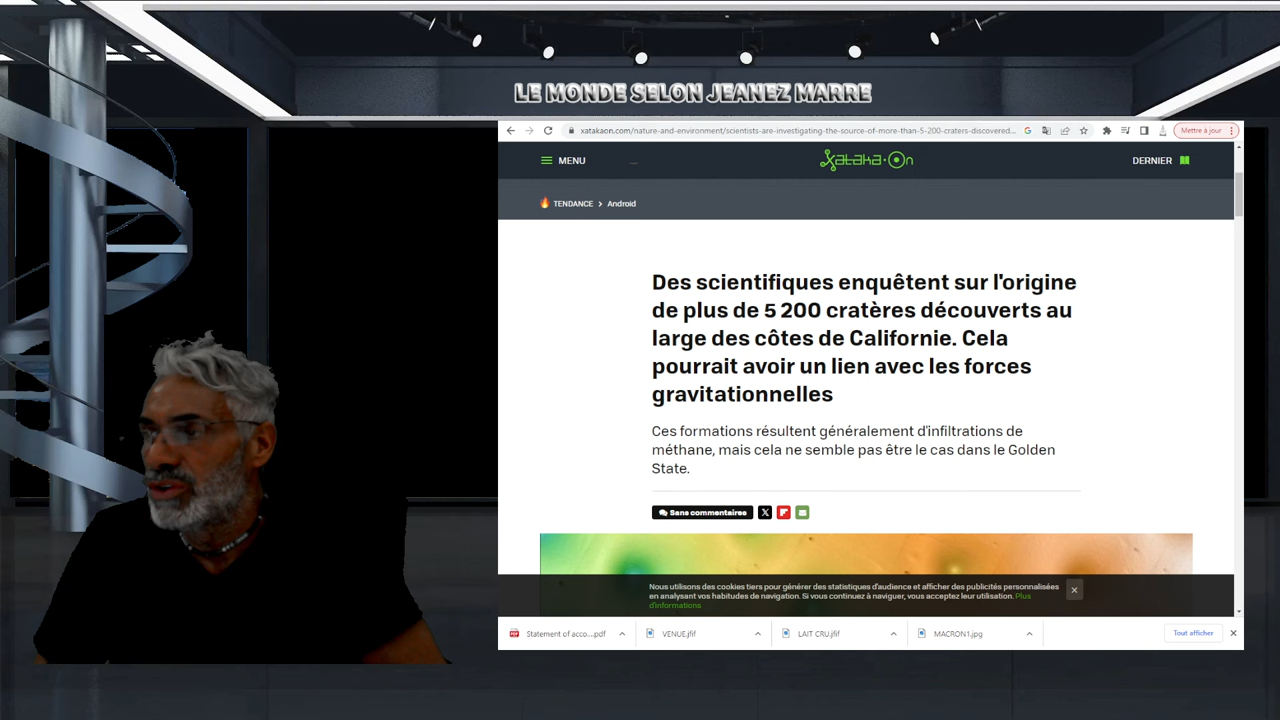 LE MONDE SELON JEANEZ MARRE
xatakaon.com/nature-and-environment/scientists-are-investigating-the-source-of-more-than-5-200-craters-discovered...
Mettre à jour
MENU
xataka·On
DERNIER
TENDANCE > Android
Des scientifiques enquêtent sur l'origine
de plus de 5 200 cratères découverts au
large des côtes de Californie. Cela
pourrait avoir un lien avec les forces
gravitationnelles
Ces formations résultent généralement d'infiltrations de
méthane, mais cela ne semble pas être le cas dans le Golden
State.
Sans commentaires
Nous utilisons des cookies tiers pour générer des statistiques d'audience et afficher des publicités personnalisées
en analysant vos habitudes de navigation. Si vous continuez à naviguer, vous acceptez leur utilisation. Plus
d'informations
Statement of acco....pdf
VENUE.jfif
LAIT CRU.jfif
MACRON1.jpg
Tout afficher